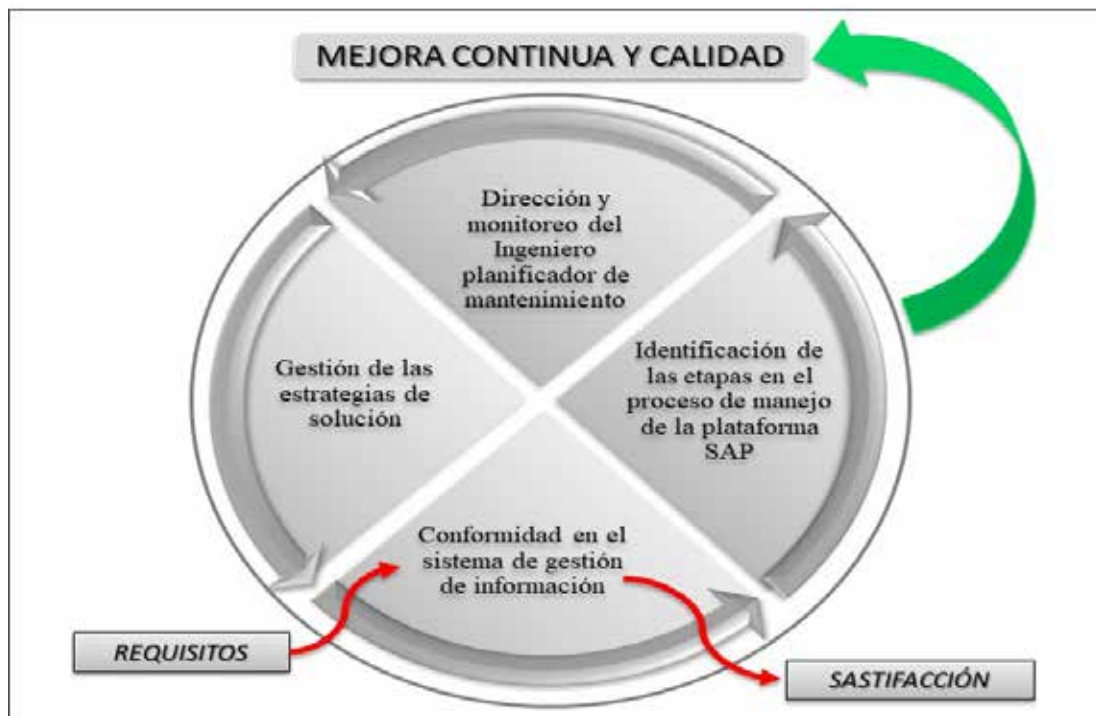 MEJORA CONTINUA Y CALIDAD
Dirección y
monitoreo del
Ingeniero
planificador de
mantenimiento
Gestión de las
estrategias de
solución
Identificación de
las etapas en el
proceso de manejo
de la plataforma
SAP
Conformidad en el
sistema de gestión
de información
REQUISITOS
SASTIFACCIÓN